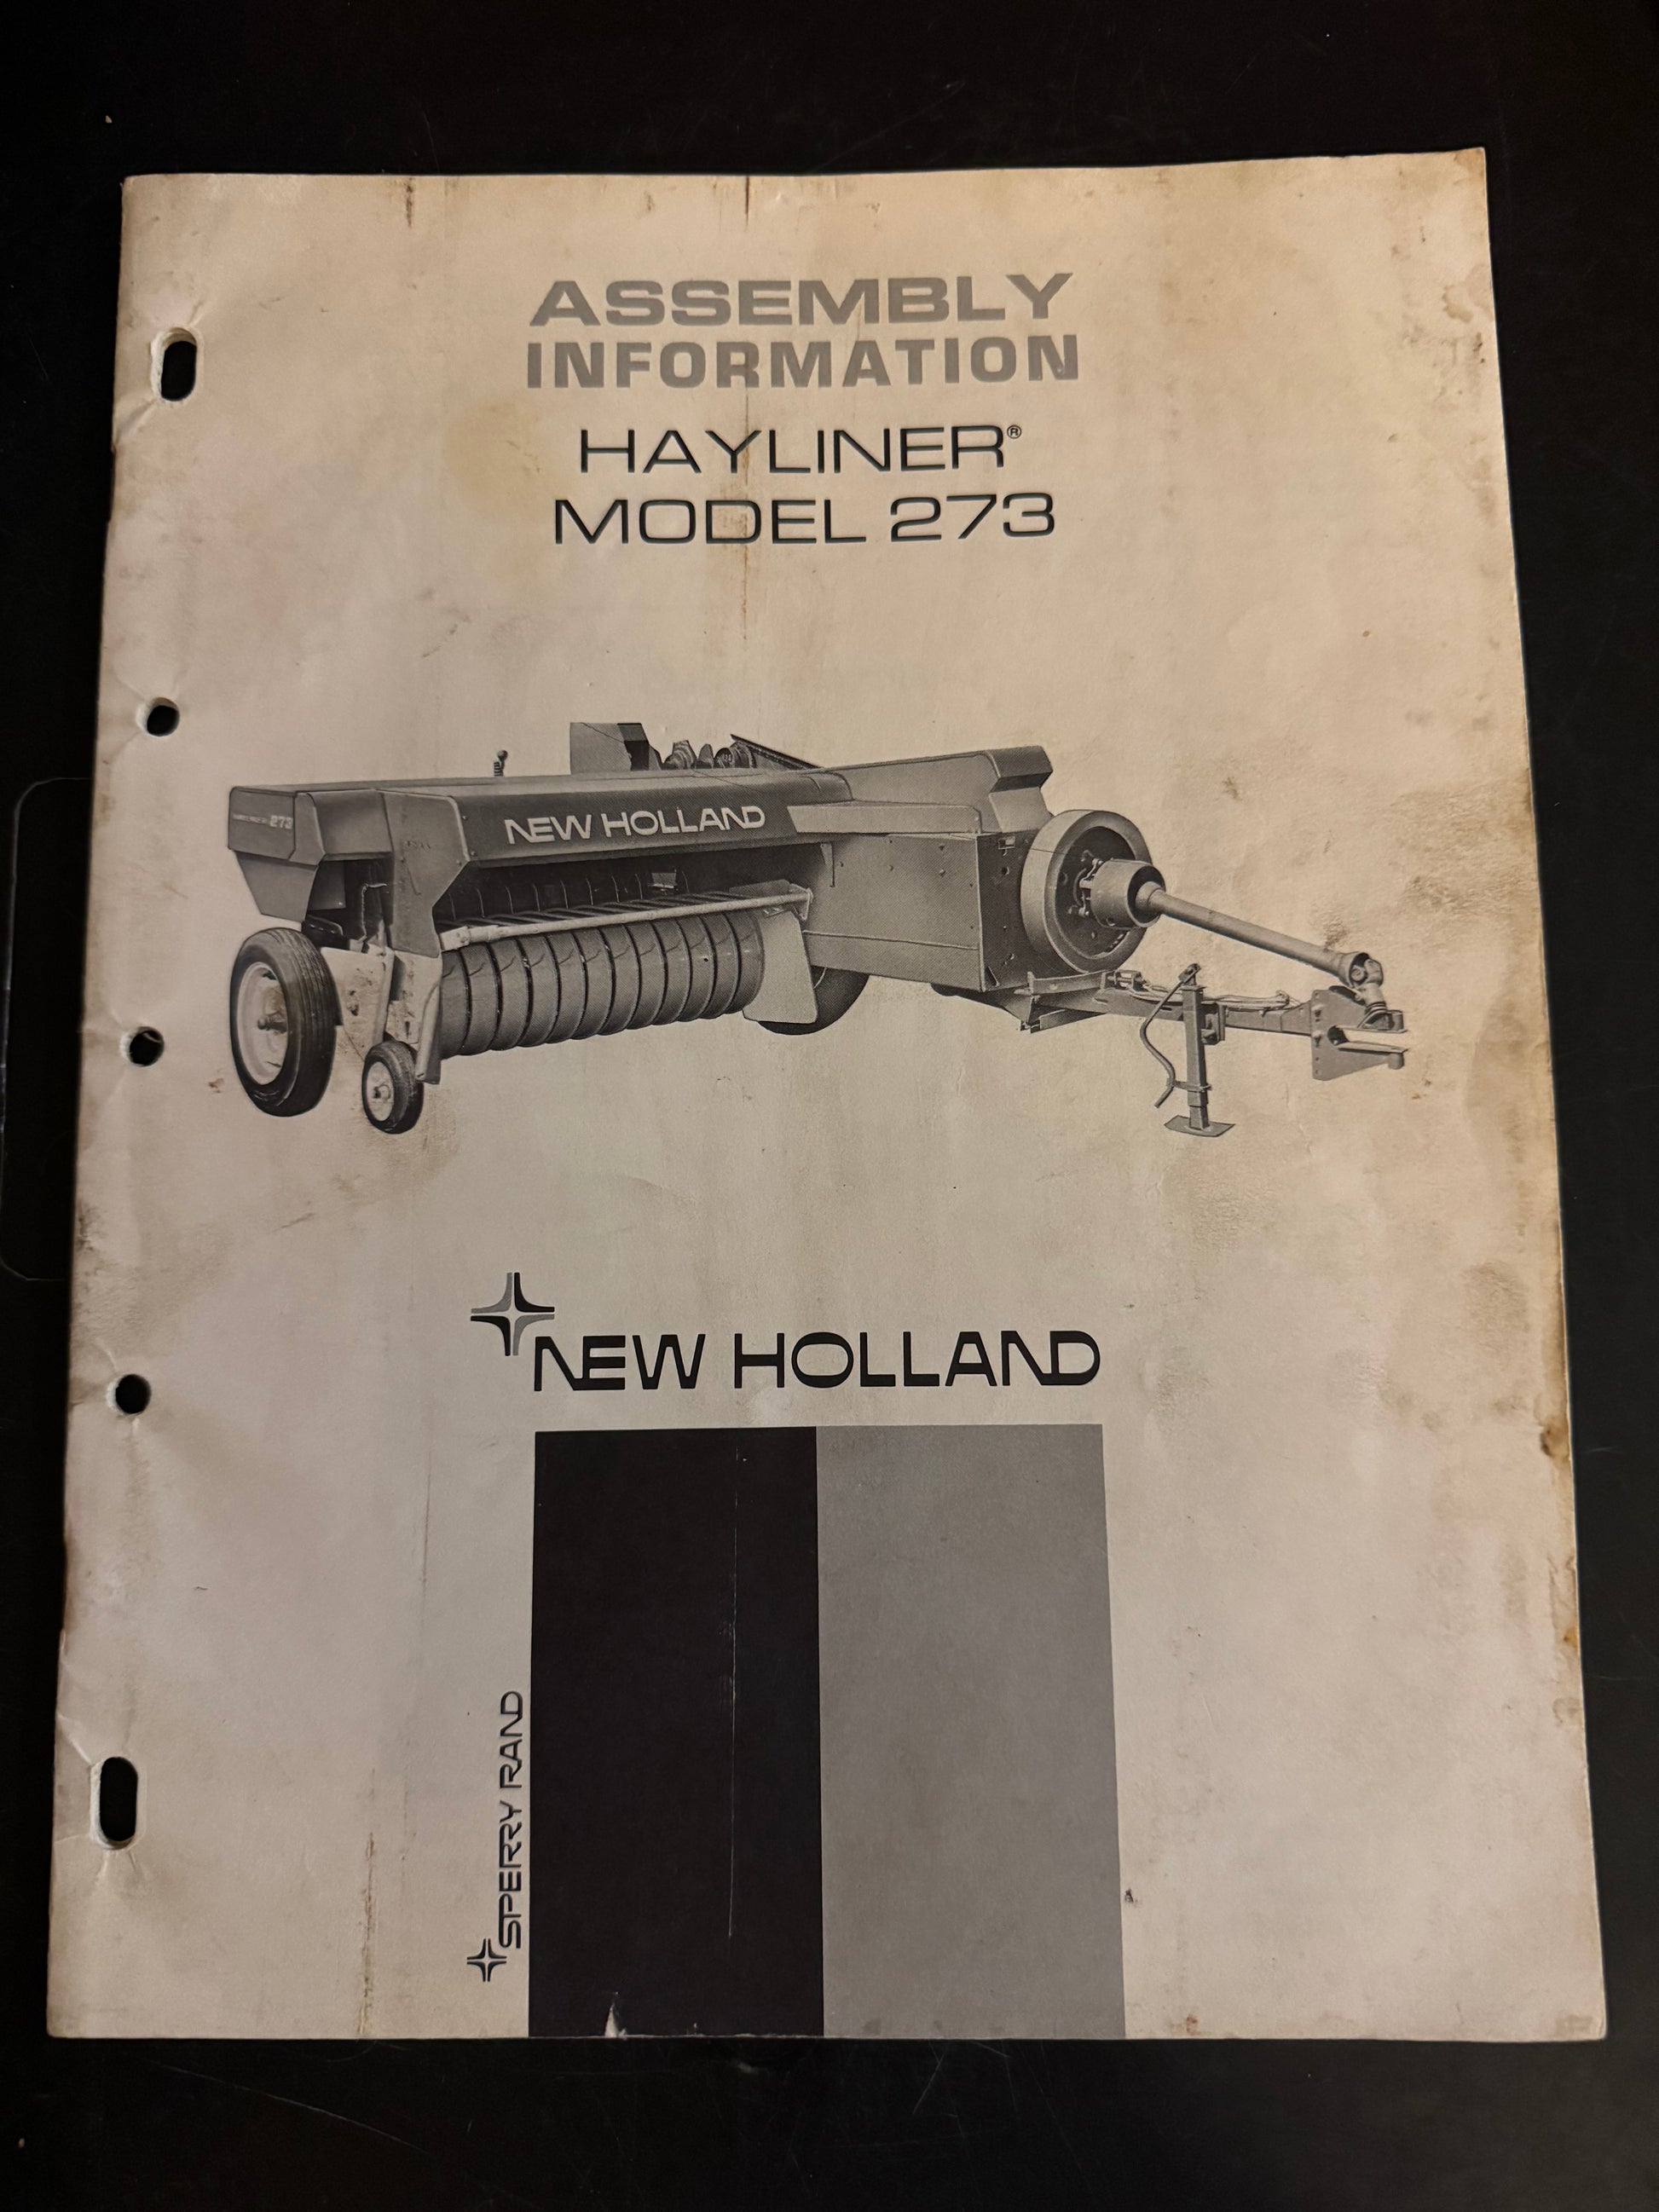 ASSEMBLY
INFORMATION
HAYLINER®
MODEL 273
273
NEW HOLLAND
NEW HOLLAND
SPERRY RAND